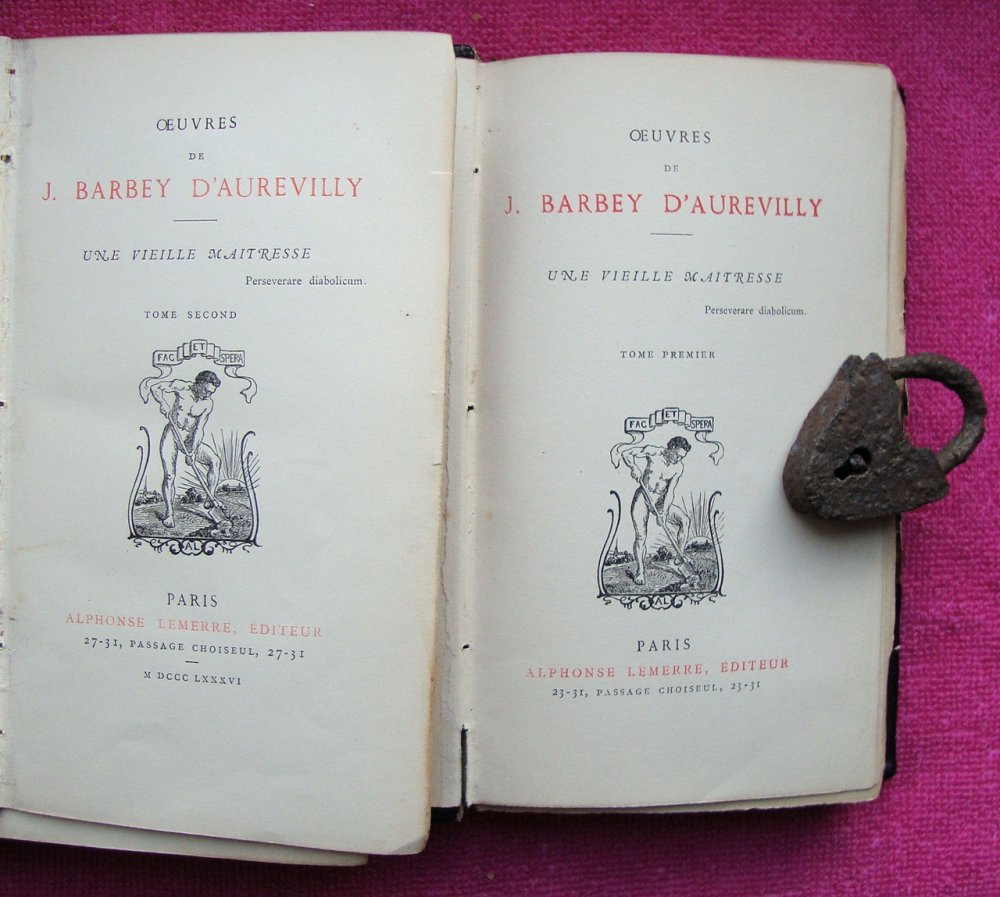 ŒUVRES
DE
J. BARBEY D'AUREVILLY
UNE VIEILLE MAITRESSE
Perseverare diabolicum.
TOME SECOND
FAC ET SPERA
AL
PARIS
ALPHONSE LEMERRE, ÉDITEUR
27-31, PASSAGE CHOISEUL, 27-31
M DCCC LXXXVI
ŒUVRES
DE
J. BARBEY D'AUREVILLY
UNE VIEILLE MAITRESSE
Perseverare diabolicum.
TOME PREMIER
FAC ET SPERA
AL
PARIS
ALPHONSE LEMERRE, ÉDITEUR
23-31, PASSAGE CHOISEUL, 23-31